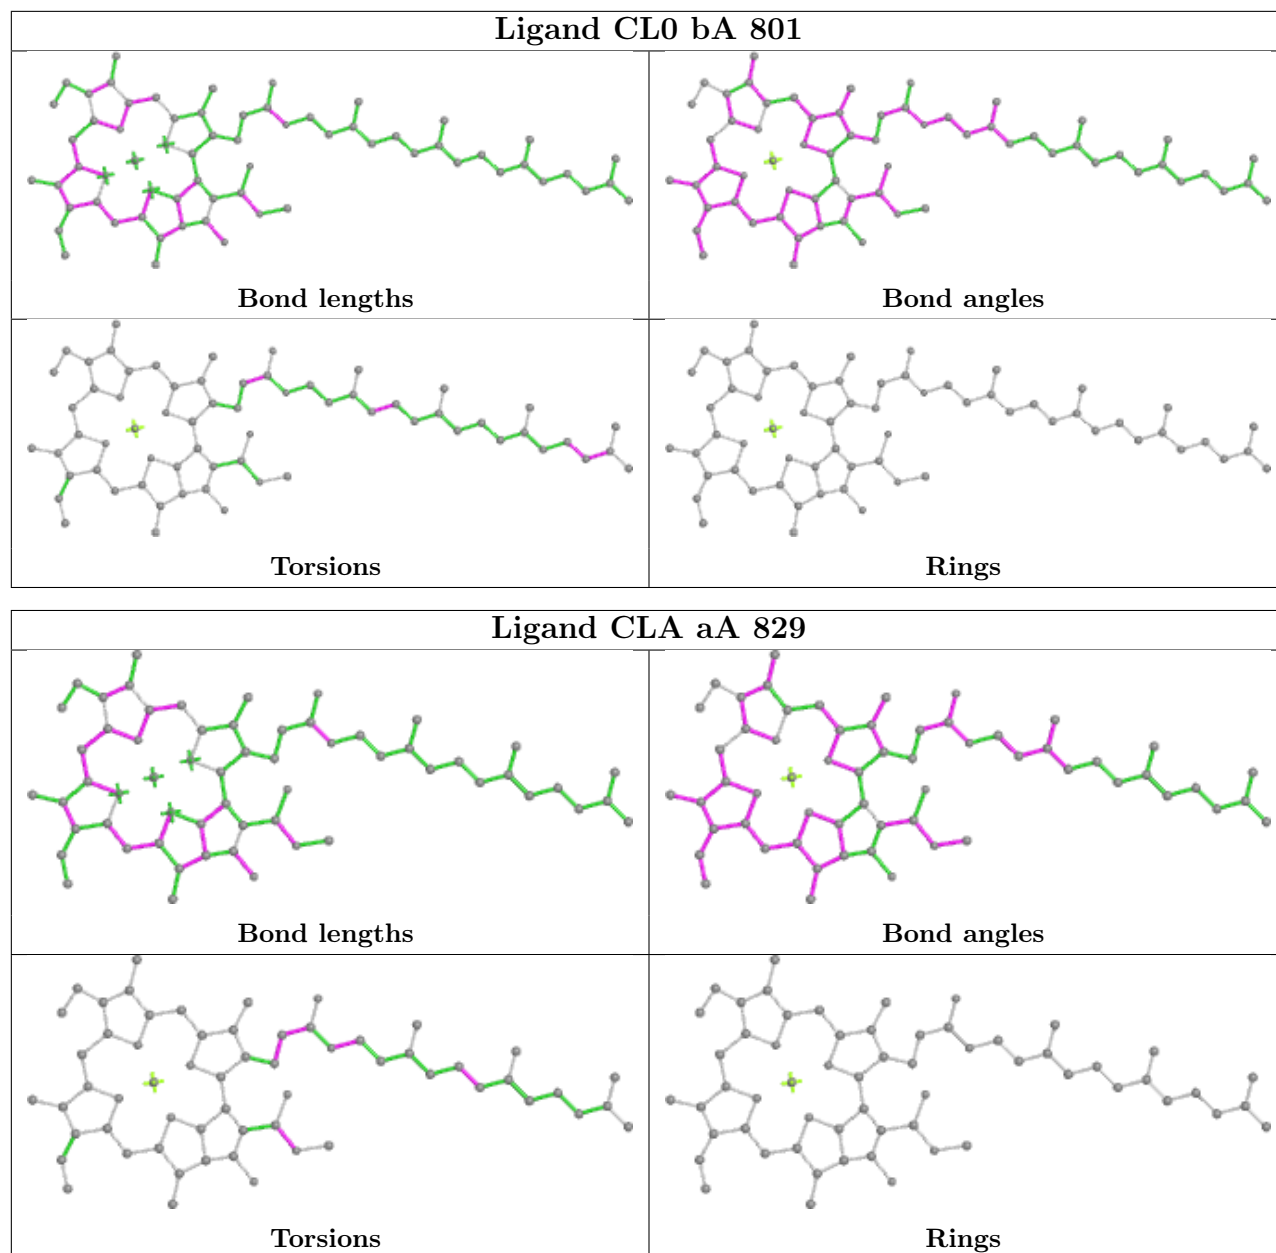 Ligand CL0 bA 801
Bond lengths
Bond angles
Torsions
Rings
Ligand CLA aA 829
Bond lengths
Bond angles
Torsions
Rings